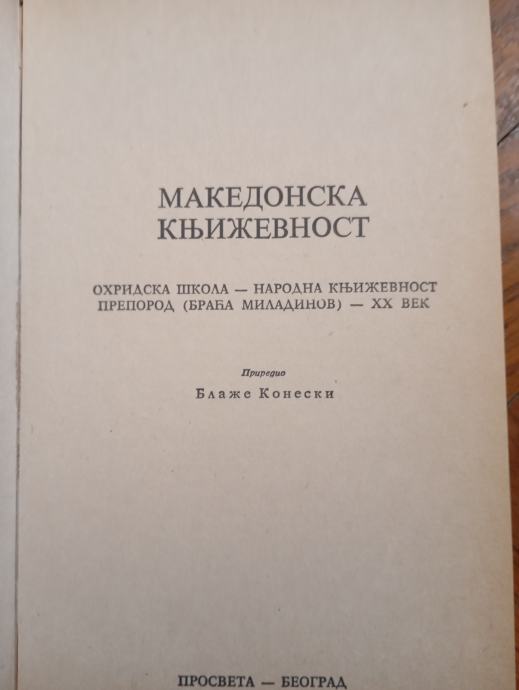 МАКЕДОНСКА
КЊИЖЕВНОСТ
ОХРИДСКА ШКОЛА — НАРОДНА КЊИЖЕВНОСТ
ПРЕПОРОД (БРАЋА МИЛАДИНОВ) — XX ВЕК
Приредио
Блаже Конески
ПРОСВЕТА — БЕОГРАД